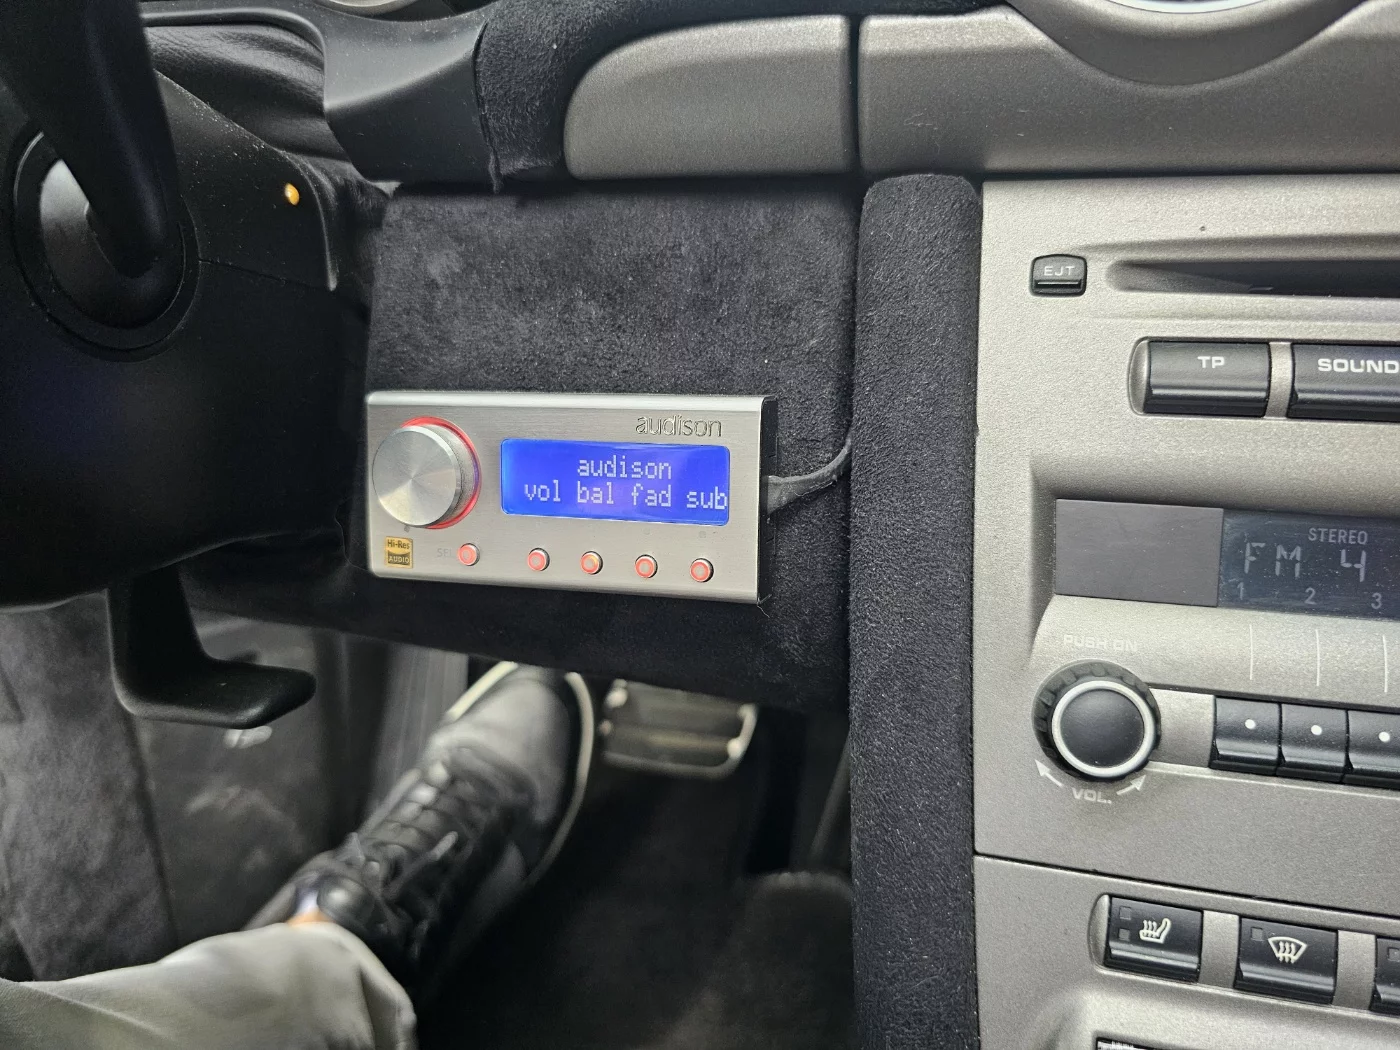 audison
audison
vol bal fad sub
Hi-Res
AUDIO
SEL
EJT
TP
SOUND
STEREO
FM 4
1 2 3
PUSH ON
VOL.